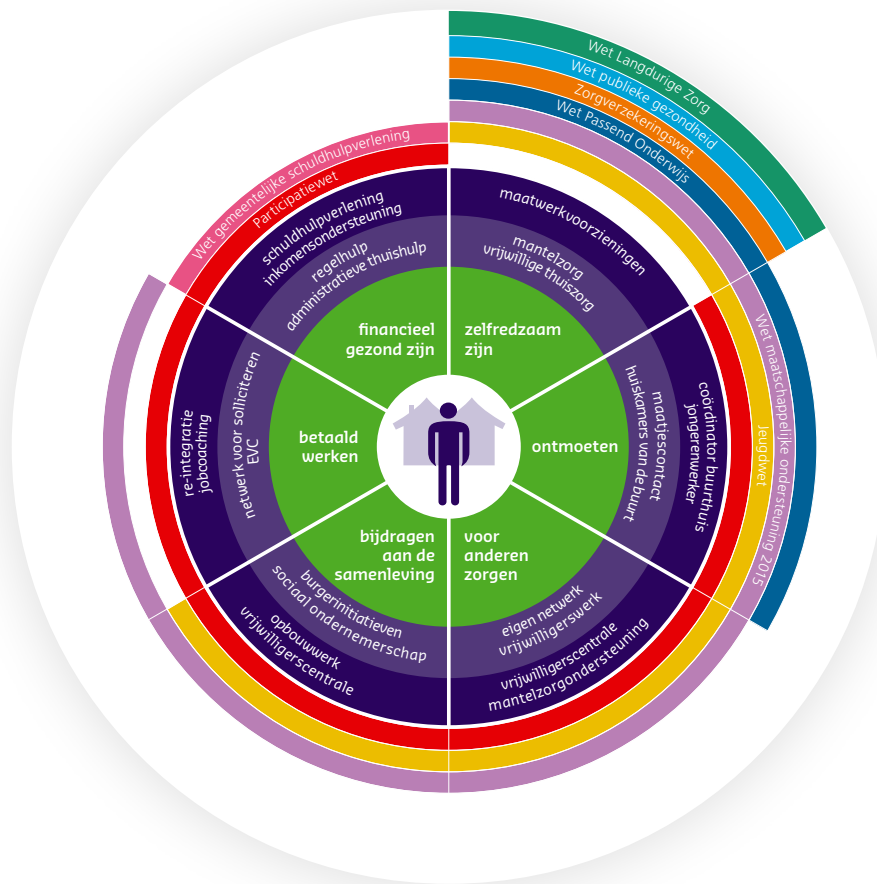 Wet Langdurige Zorg
Wet publieke gezondheid
Zorgverzekeringswet
Wet Passend Onderwijs
Wet maatschappelijke ondersteuning 2015
Jeugdwet
Wet gemeentelijke schuldhulpverlening
Participatiewet
schuldhulpverlening
inkomensondersteuning
regelhulp
administratieve thuishulp
financieel
gezond zijn
maatwerkvoorzieningen
mantelzorg
vrijwillige thuiszorg
zelfredzaam
zijn
coördinator buurthuis
jongerenwerker
maatjescontact
huiskamers van de buurt
ontmoeten
voor
anderen
zorgen
eigen netwerk
vrijwilligerswerk
vrijwilligerscentrale
mantelzorgondersteuning
bijdragen
aan de
samenleving
burgerinitiatieven
sociaal ondernemerschap
opbouwwerk
vrijwilligerscentrale
betaald
werken
netwerk voor solliciteren
EVC
re-integratie
jobcoaching